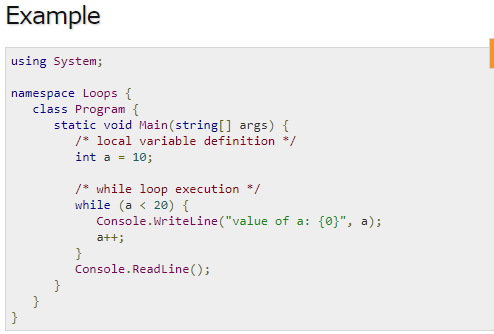 Example
using System;
namespace Loops {
class Program {
static void Main(string[] args) {
/* local variable definition */
int a = 10;
/* while loop execution */
while (a < 20) {
Console.WriteLine("value of a: {0}", a);
a++;
}
Console.ReadLine();
}
}
}